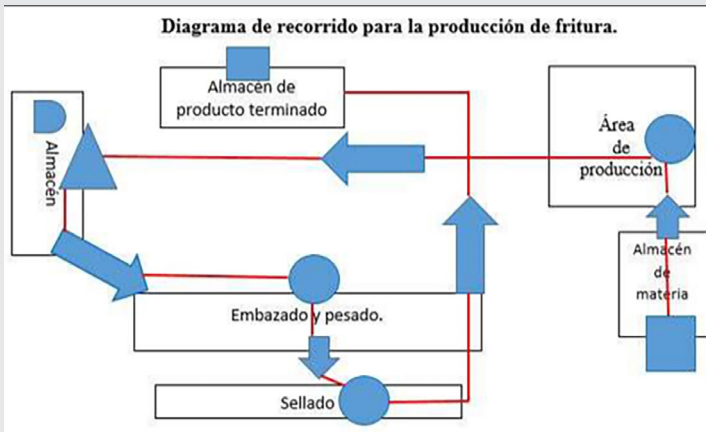 Diagrama de recorrido para la producción de fritura.
Almacén de
producto terminado
Almacén
Área
de
producción
Almacén
de
materia
Embazado y pesado.
Sellado